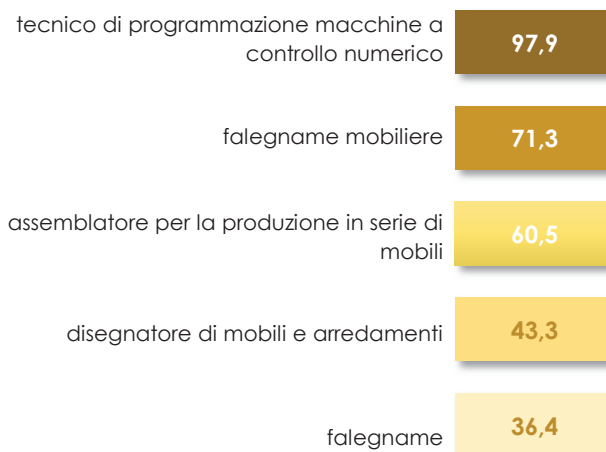 tecnico di programmazione macchine a
controllo numerico
97,9
falegname mobiliere
71,3
assemblatore per la produzione in serie di
mobili
60,5
disegnatore di mobili e arredamenti
43,3
falegname
36,4